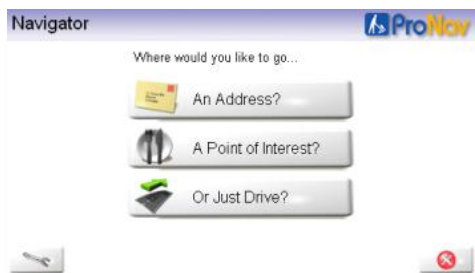 Navigator
ProNav
Where would you like to go...
An Address?
A Point of Interest?
Or Just Drive?